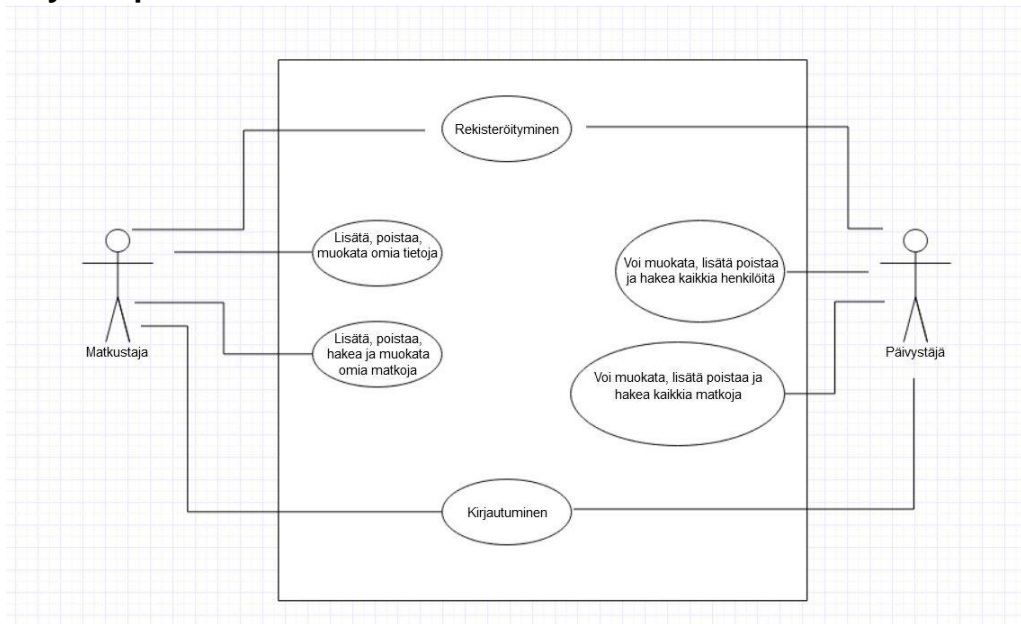 Rekisteröityminen
Lisätä, poistaa,
muokata omia tietoja
Voi muokata, lisätä poistaa
ja hakea kaikkia henkilöitä
Matkustaja
Lisätä, poistaa,
hakea ja muokata
omia matkoja
Päivystäjä
Voi muokata, lisätä poistaa ja
hakea kaikkia matkoja
Kirjautuminen